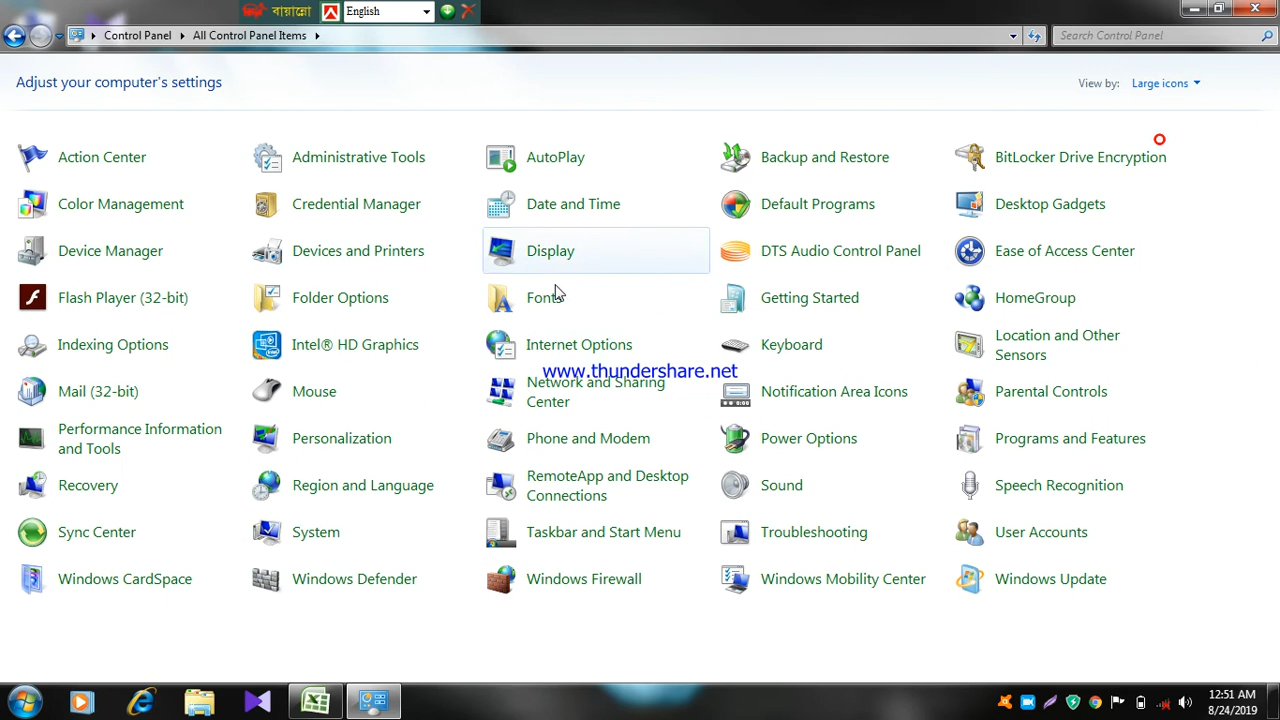 বায়ান্নো English
Control Panel All Control Panel Items Search Control Panel
Adjust your computer's settings View by: Large icons
Action Center Administrative Tools AutoPlay Backup and Restore BitLocker Drive Encryption
Color Management Credential Manager Date and Time Default Programs Desktop Gadgets
Device Manager Devices and Printers Display DTS Audio Control Panel Ease of Access Center
Flash Player (32-bit) Folder Options Fonts Getting Started HomeGroup
Indexing Options Intel® HD Graphics Internet Options Keyboard Location and Other
Sensors
www.thundershare.net
Mail (32-bit) Mouse Network and Sharing
Center Notification Area Icons Parental Controls
Performance Information
and Tools Personalization Phone and Modem Power Options Programs and Features
Recovery Region and Language RemoteApp and Desktop
Connections Sound Speech Recognition
Sync Center System Taskbar and Start Menu Troubleshooting User Accounts
Windows CardSpace Windows Defender Windows Firewall Windows Mobility Center Windows Update
12:51 AM
8/24/2019